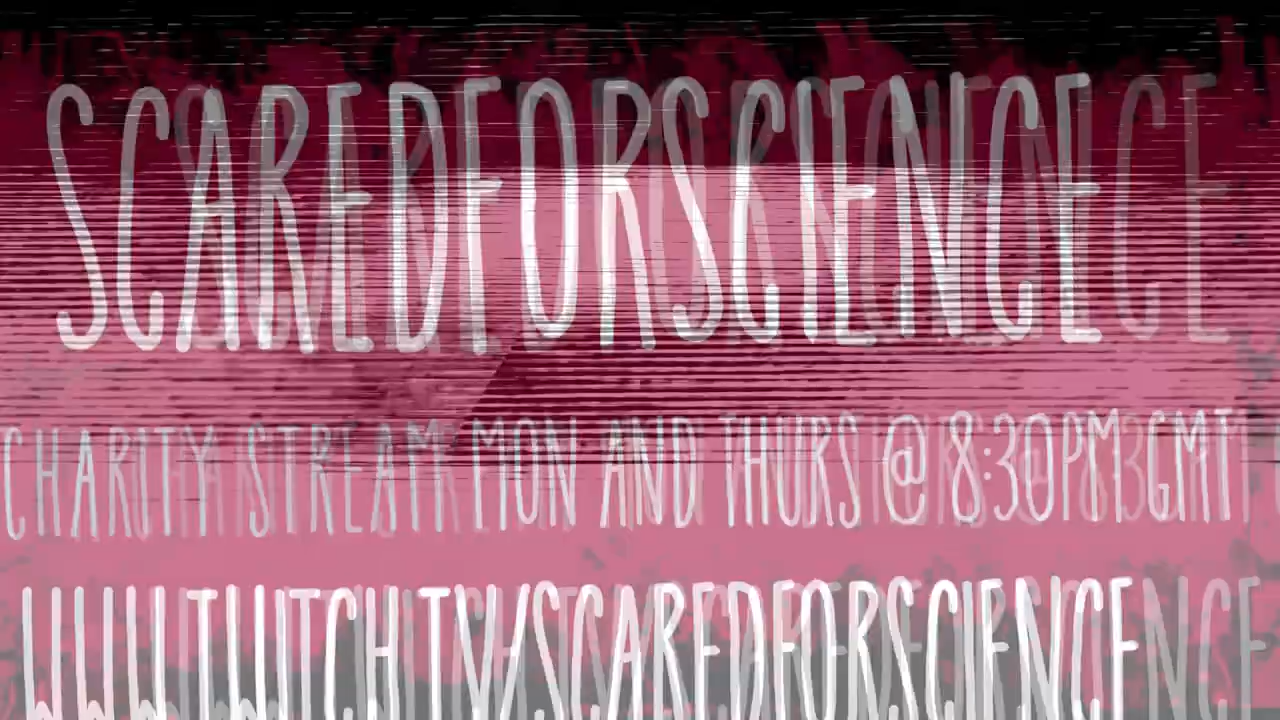 SCAREDFORSCIENCE
CHARITY STREAM MON AND THURS @ 8:30PM GMT
WWW.TWITCH.TV/SCAREDFORSCIENCE